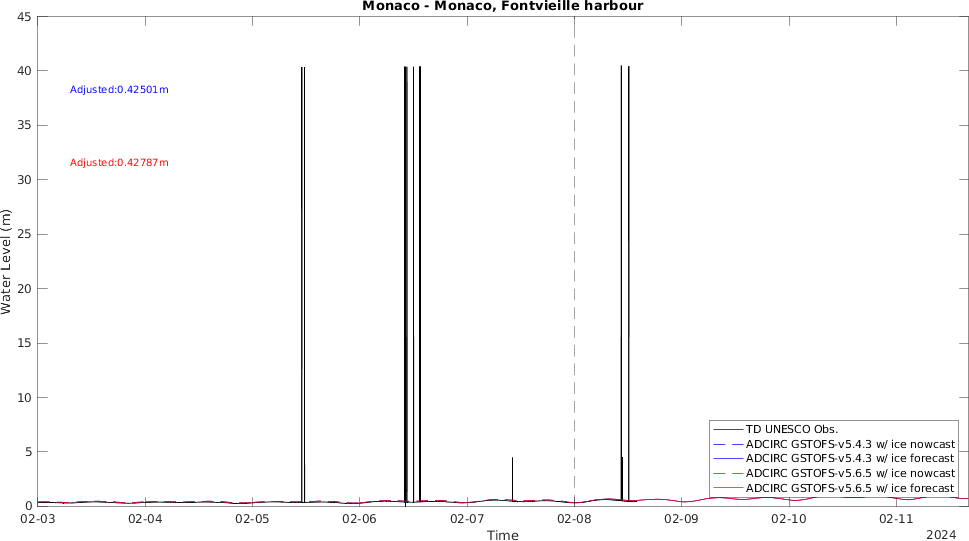 Monaco - Monaco, Fontvieille harbour
45
40
35
30
25
20
15
10
5
0
Water Level (m)
Adjusted:0.42501m
Adjusted:0.42787m
TD UNESCO Obs.
ADCIRC GSTOFS-v5.4.3 w/ ice nowcast
ADCIRC GSTOFS-v5.4.3 w/ ice forecast
ADCIRC GSTOFS-v5.6.5 w/ ice nowcast
ADCIRC GSTOFS-v5.6.5 w/ ice forecast
02-03 02-04 02-05 02-06 02-07 02-08 02-09 02-10 02-11
Time
2024